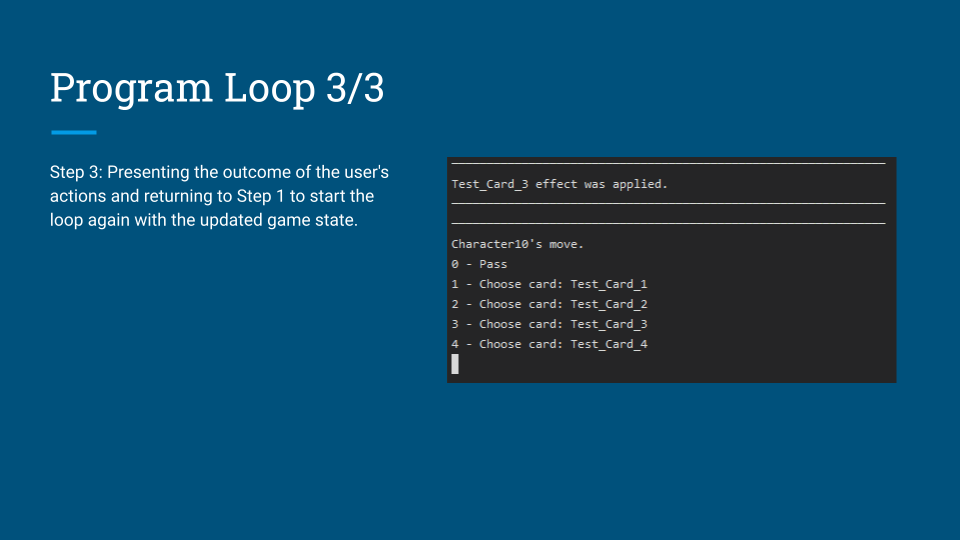 Program Loop 3/3
Step 3: Presenting the outcome of the user's
actions and returning to Step 1 to start the
loop again with the updated game state.
Test_Card_3 effect was applied.
Character10's move.
0 - Pass
1 - Choose card: Test_Card_1
2 - Choose card: Test_Card_2
3 - Choose card: Test_Card_3
4 - Choose card: Test_Card_4